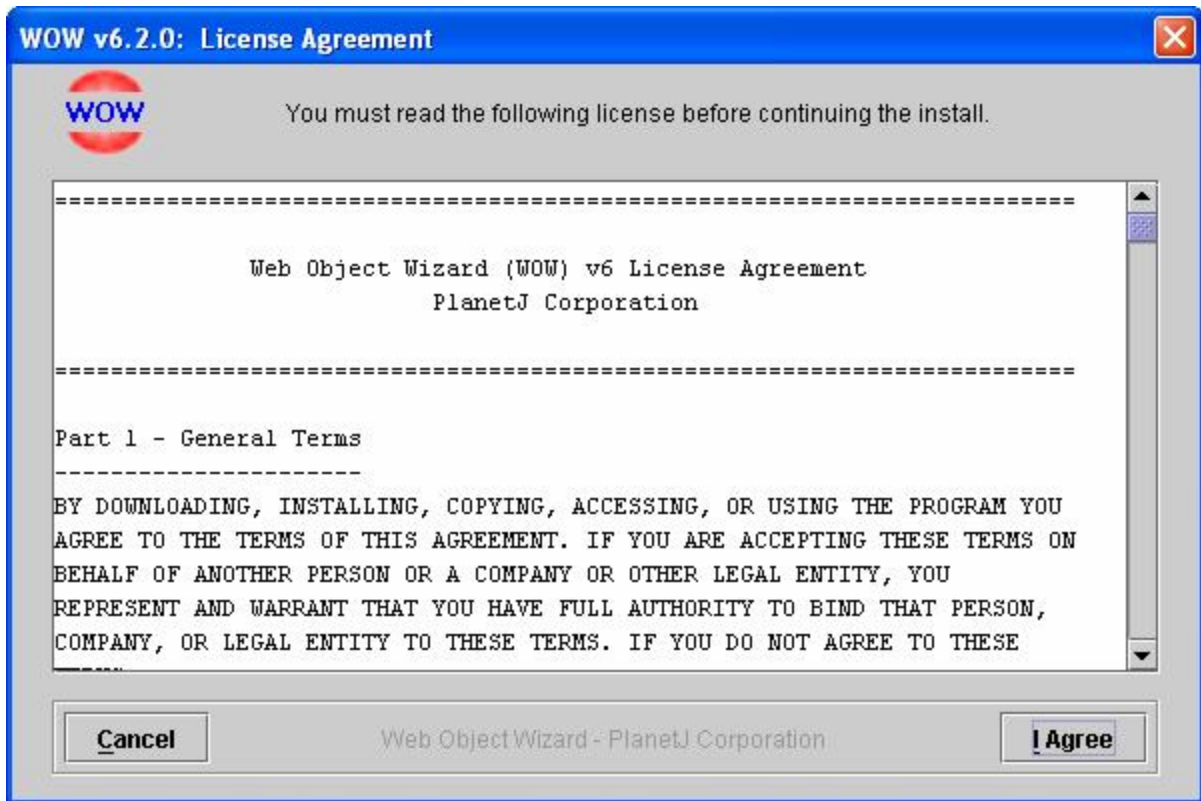 WOW v6.2.0: License Agreement
WOW
You must read the following license before continuing the install.
=========================================================================
Web Object Wizard (WOW) v6 License Agreement
PlanetJ Corporation
=========================================================================
Part 1 - General Terms
----------------------
BY DOWNLOADING, INSTALLING, COPYING, ACCESSING, OR USING THE PROGRAM YOU
AGREE TO THE TERMS OF THIS AGREEMENT. IF YOU ARE ACCEPTING THESE TERMS ON
BEHALF OF ANOTHER PERSON OR A COMPANY OR OTHER LEGAL ENTITY, YOU
REPRESENT AND WARRANT THAT YOU HAVE FULL AUTHORITY TO BIND THAT PERSON,
COMPANY, OR LEGAL ENTITY TO THESE TERMS. IF YOU DO NOT AGREE TO THESE
Cancel
Web Object Wizard - PlanetJ Corporation
I Agree